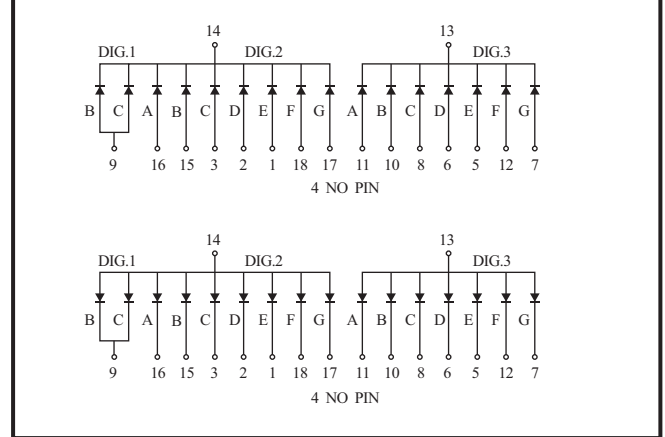 14 13
DIG.1 DIG.2 DIG.3
B C A B C D E F G A B C D E F G
9 16 15 3 2 1 18 17 11 10 8 6 5 12 7
4 NO PIN
14 13
DIG.1 DIG.2 DIG.3
B C A B C D E F G A B C D E F G
9 16 15 3 2 1 18 17 11 10 8 6 5 12 7
4 NO PIN